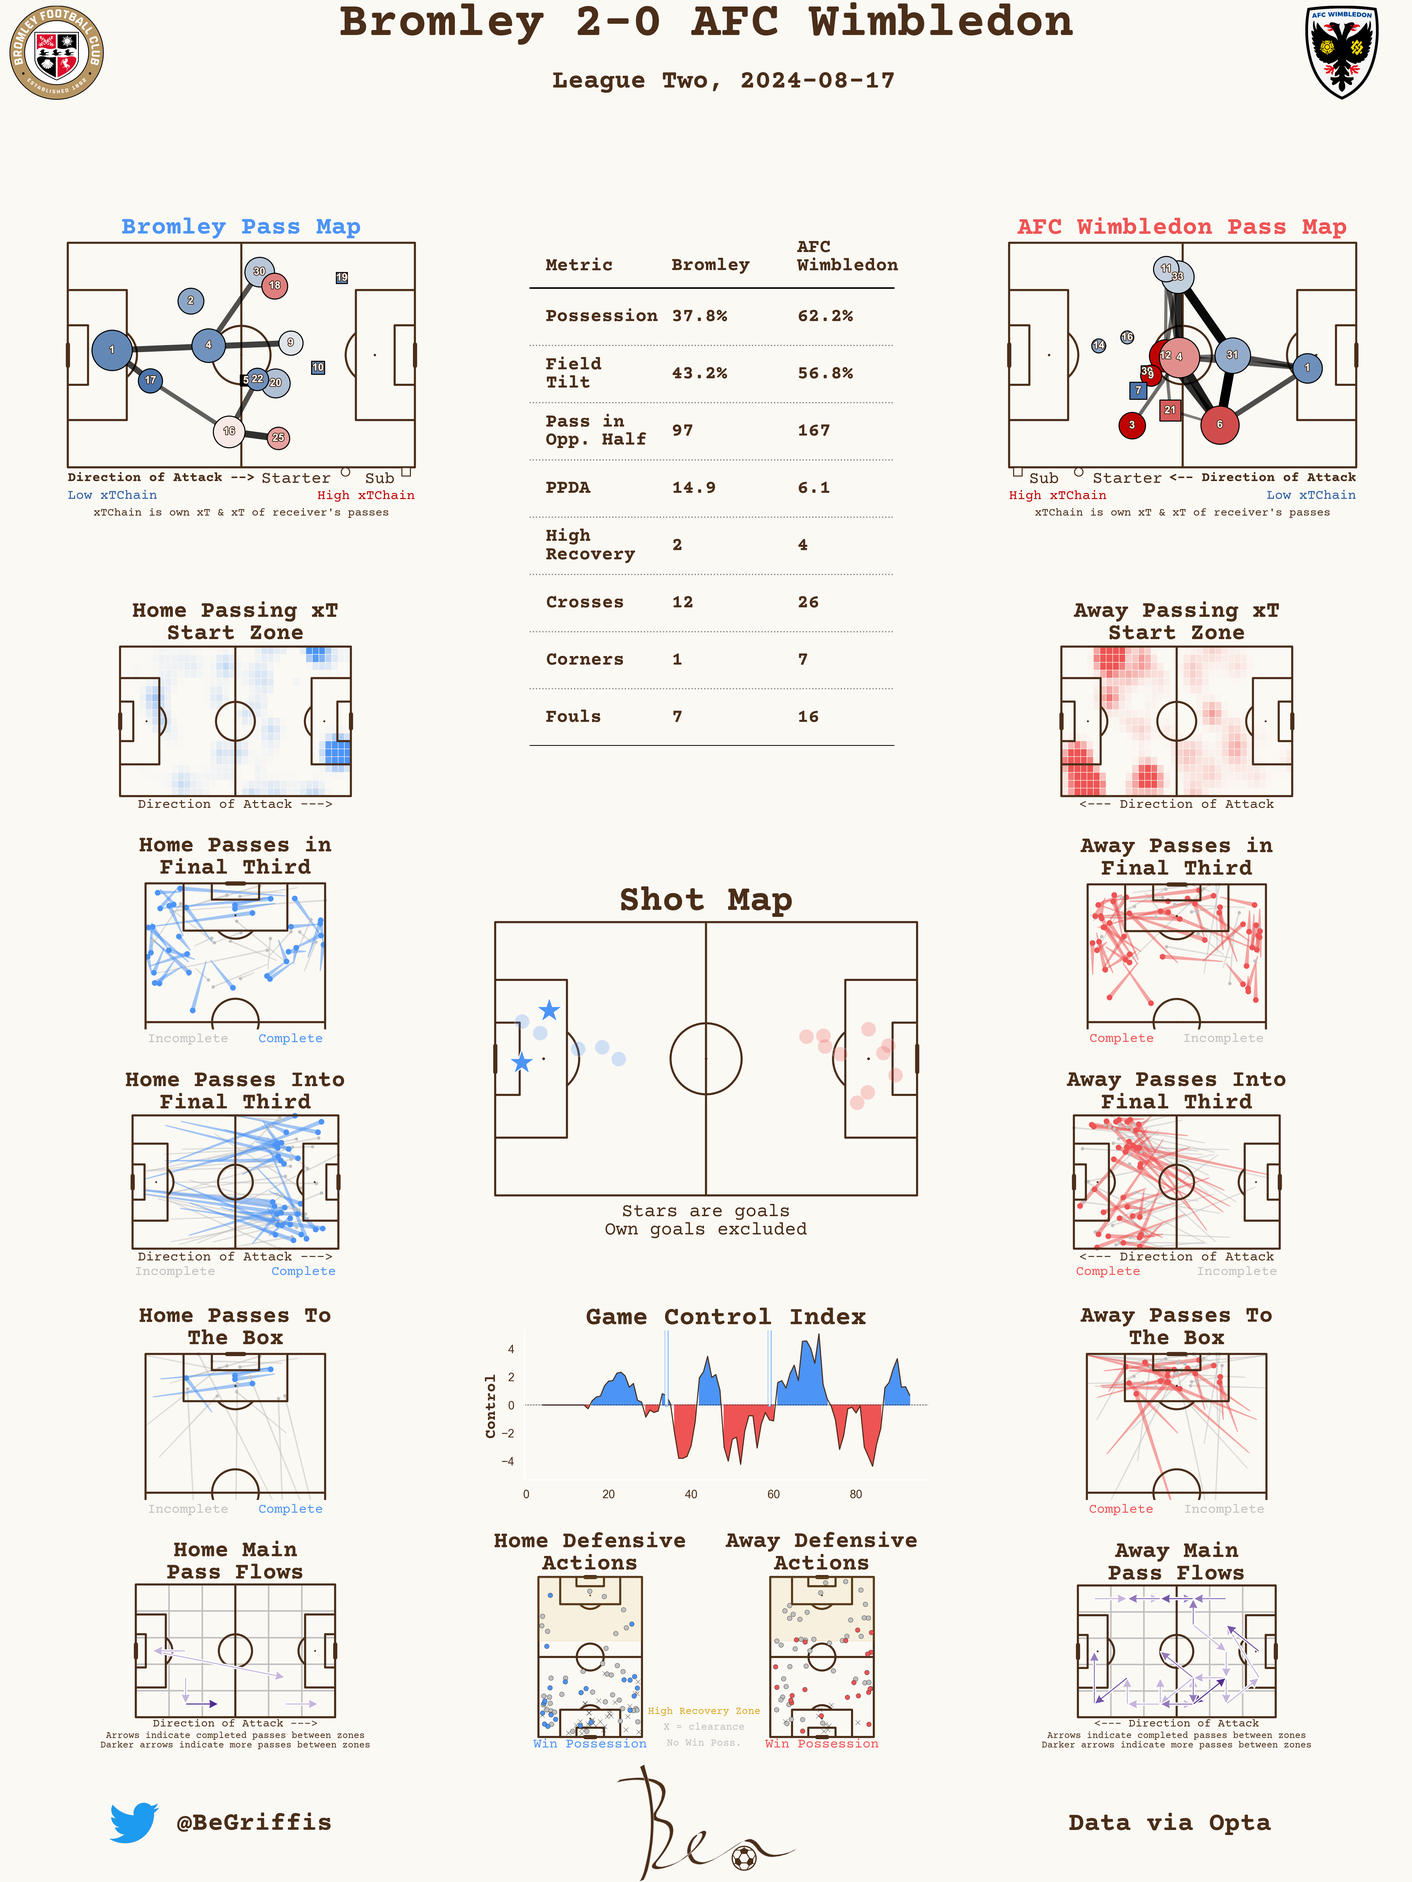 Bromley 2-0 AFC Wimbledon
League Two, 2024-08-17
BROMLEY FOOTBALL CLUB
• ESTABLISHED 1892 •
AFC WIMBLEDON
Bromley Pass Map
30
18
19
2
1
4
9
10
17
5
22
20
16
25
Direction of Attack --> Starter Sub
Low xTChain High xTChain
xTChain is own xT & xT of receiver's passes
Metric Bromley AFC Wimbledon
Possession 37.8% 62.2%
Field Tilt 43.2% 56.8%
Pass in Opp. Half 97 167
PPDA 14.9 6.1
High Recovery 2 4
Crosses 12 26
Corners 1 7
Fouls 7 16
AFC Wimbledon Pass Map
11
33
16
14
12
4
31
1
9
7
21
3
6
Sub Starter <-- Direction of Attack
High xTChain Low xTChain
xTChain is own xT & xT of receiver's passes
Home Passing xT
Start Zone
Direction of Attack --->
Away Passing xT
Start Zone
<--- Direction of Attack
Home Passes in
Final Third
Incomplete Complete
Away Passes in
Final Third
Complete Incomplete
Shot Map
Stars are goals
Own goals excluded
Home Passes Into
Final Third
Direction of Attack --->
Incomplete Complete
Away Passes Into
Final Third
<--- Direction of Attack
Complete Incomplete
Home Passes To
The Box
Incomplete Complete
Game Control Index
Control
4
2
0
−2
−4
0 20 40 60 80
Away Passes To
The Box
Complete Incomplete
Home Main
Pass Flows
Direction of Attack --->
Arrows indicate completed passes between zones
Darker arrows indicate more passes between zones
Home Defensive
Actions
Win Possession
High Recovery Zone
X = clearance
No Win Poss.
Away Defensive
Actions
Win Possession
Away Main
Pass Flows
<--- Direction of Attack
Arrows indicate completed passes between zones
Darker arrows indicate more passes between zones
@BeGriffis
Ben
Data via Opta